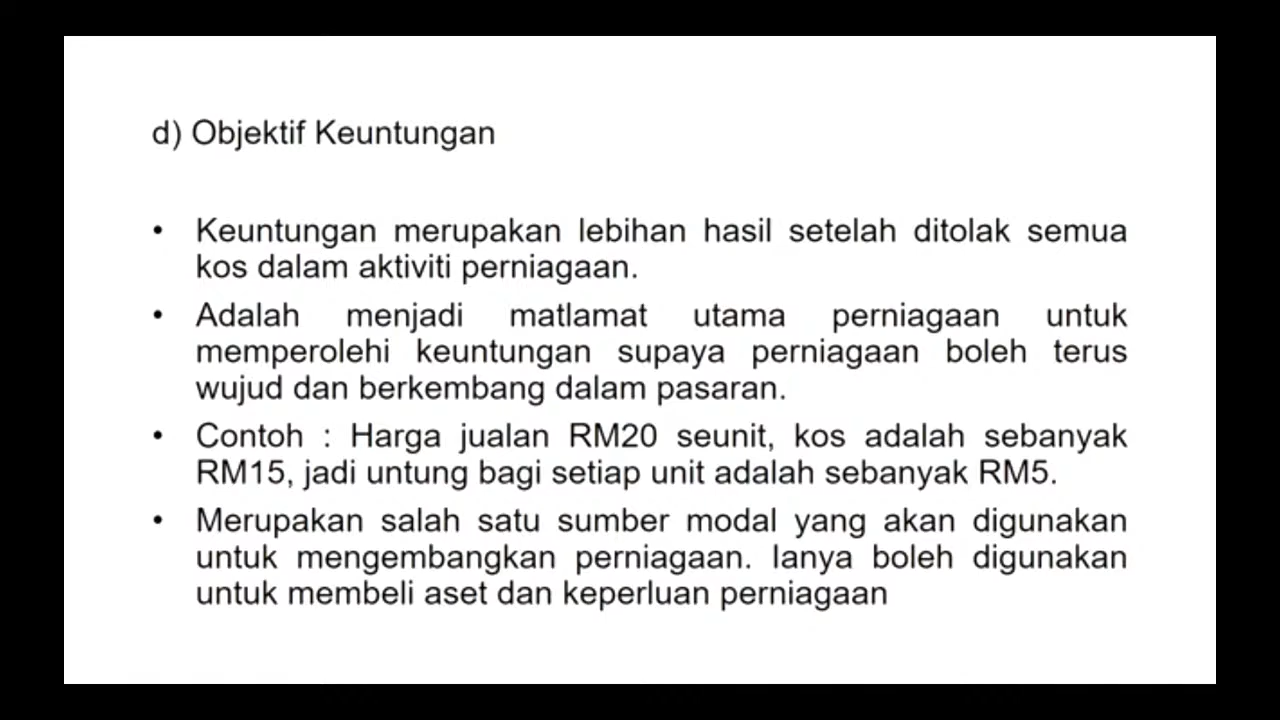 d) Objektif Keuntungan
• Keuntungan merupakan lebihan hasil setelah ditolak semua
kos dalam aktiviti perniagaan.
• Adalah menjadi matlamat utama perniagaan untuk
memperolehi keuntungan supaya perniagaan boleh terus
wujud dan berkembang dalam pasaran.
• Contoh : Harga jualan RM20 seunit, kos adalah sebanyak
RM15, jadi untung bagi setiap unit adalah sebanyak RM5.
• Merupakan salah satu sumber modal yang akan digunakan
untuk mengembangkan perniagaan. Ianya boleh digunakan
untuk membeli aset dan keperluan perniagaan